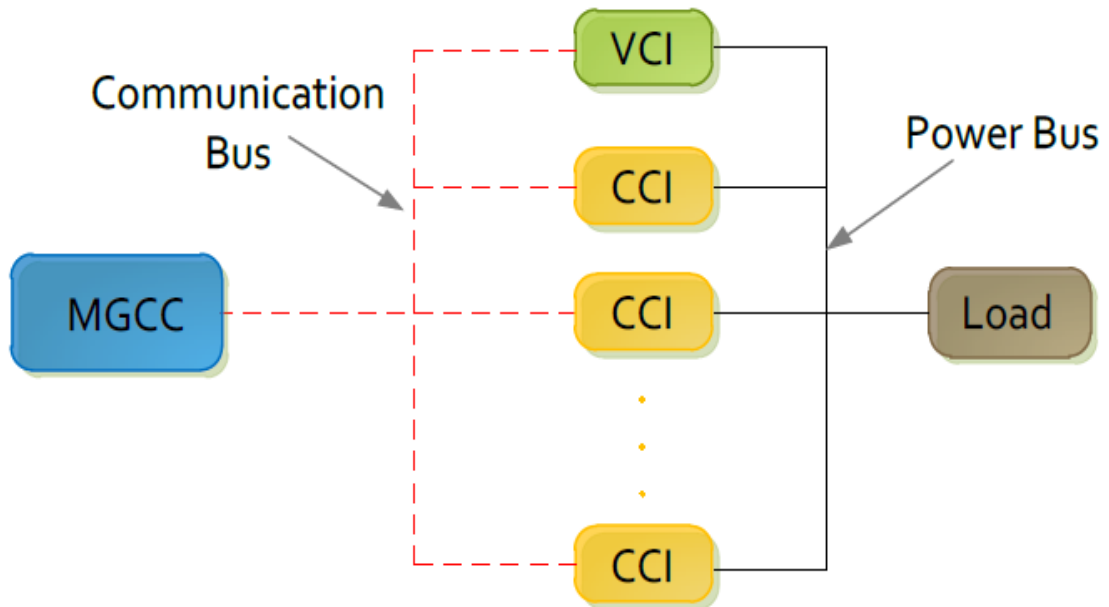 VCI
Communication
Bus
Power Bus
CCI
MGCC
CCI
Load
CCI